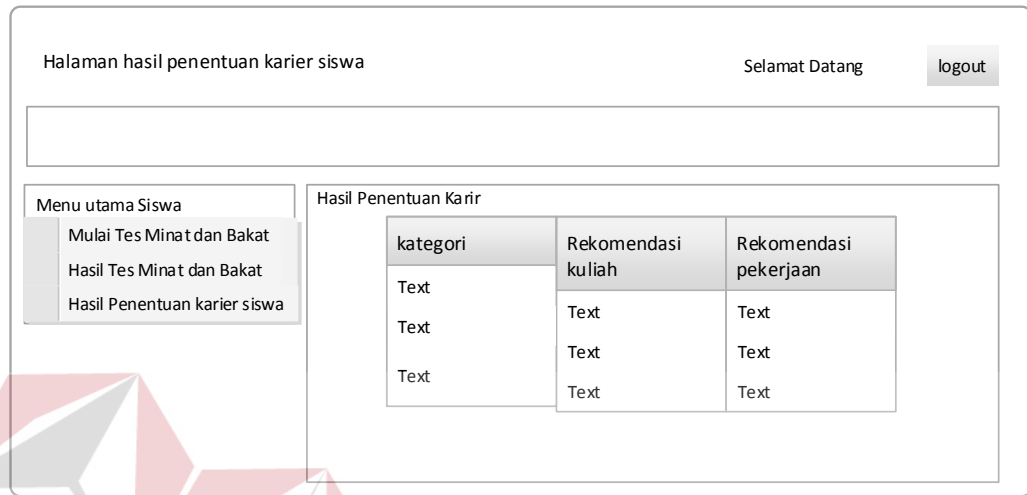 Halaman hasil penentuan karier siswa
Selamat Datang
logout
Menu utama Siswa
Mulai Tes Minat dan Bakat
Hasil Tes Minat dan Bakat
Hasil Penentuan karier siswa
Hasil Penentuan Karir
kategori
Rekomendasi
kuliah
Rekomendasi
pekerjaan
Text
Text
Text
Text
Text
Text
Text
Text
Text